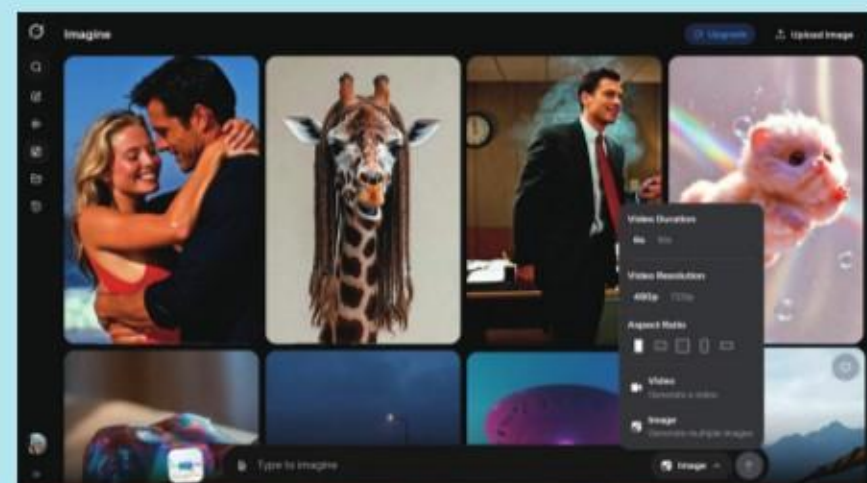 Imagine
Upgrade
Upload Image
Video Duration
6s 10s
Video Resolution
480p 720p
Aspect Ratio
Video
Generate a video
Image
Generate multiple images
Type to imagine
Image